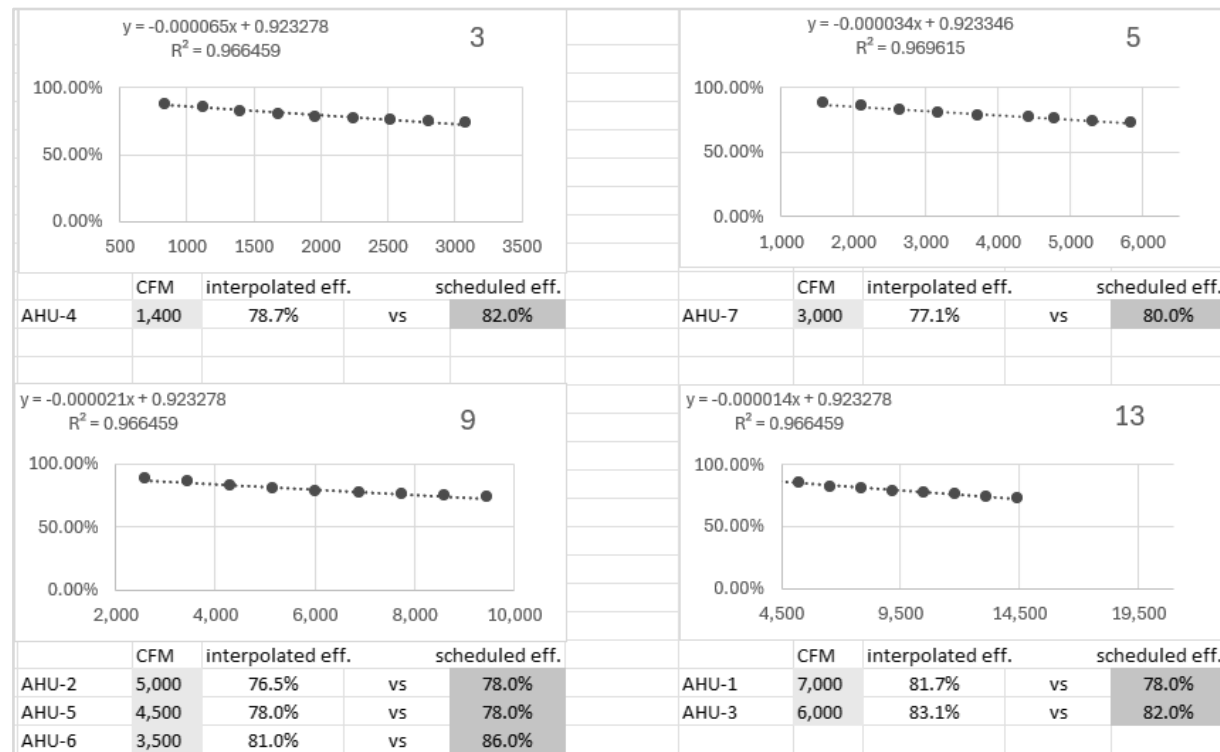 y = -0.000065x + 0.923278
R² = 0.966459
3
100.00%
50.00%
0.00%
500 1000 1500 2000 2500 3000 3500
CFM interpolated eff. scheduled eff.
AHU-4 1,400 78.7% vs 82.0%
y = -0.000034x + 0.923346
R² = 0.969615
5
100.00%
50.00%
0.00%
1,000 2,000 3,000 4,000 5,000 6,000
CFM interpolated eff. scheduled eff.
AHU-7 3,000 77.1% vs 80.0%
y = -0.000021x + 0.923278
R² = 0.966459
9
100.00%
50.00%
0.00%
2,000 4,000 6,000 8,000 10,000
CFM interpolated eff. scheduled eff.
AHU-2 5,000 76.5% vs 78.0%
AHU-5 4,500 78.0% vs 78.0%
AHU-6 3,500 81.0% vs 86.0%
y = -0.000014x + 0.923278
R² = 0.966459
13
100.00%
50.00%
0.00%
4,500 9,500 14,500 19,500
CFM interpolated eff. scheduled eff.
AHU-1 7,000 81.7% vs 78.0%
AHU-3 6,000 83.1% vs 82.0%